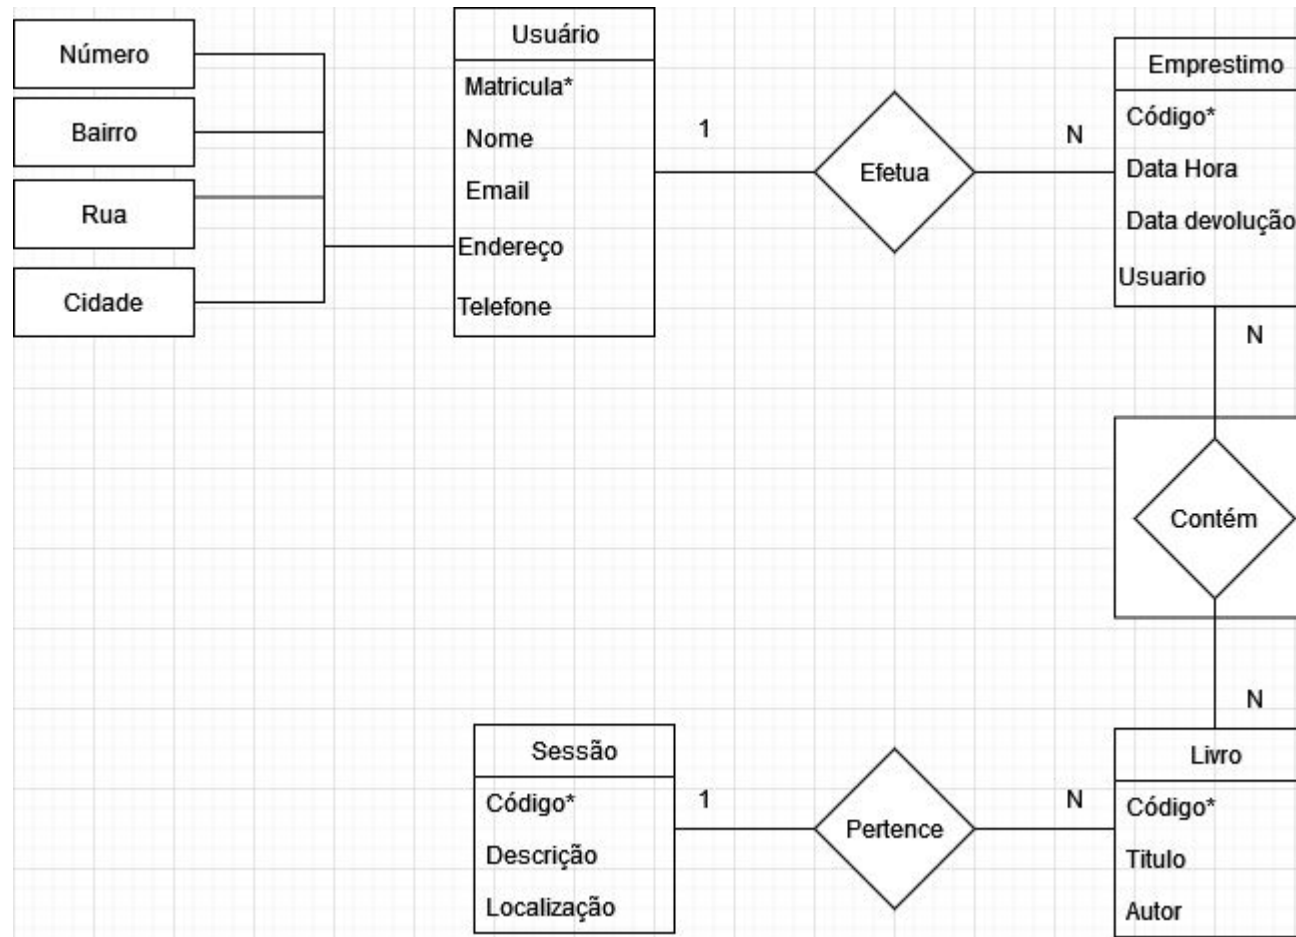 Número
Bairro
Rua
Cidade
Usuário
Matricula*
Nome
Email
Endereço
Telefone
1
Efetua
N
Emprestimo
Código*
Data Hora
Data devolução
Usuario
N
Contém
N
Sessão
Código*
Descrição
Localização
1
Pertence
N
Livro
Código*
Titulo
Autor